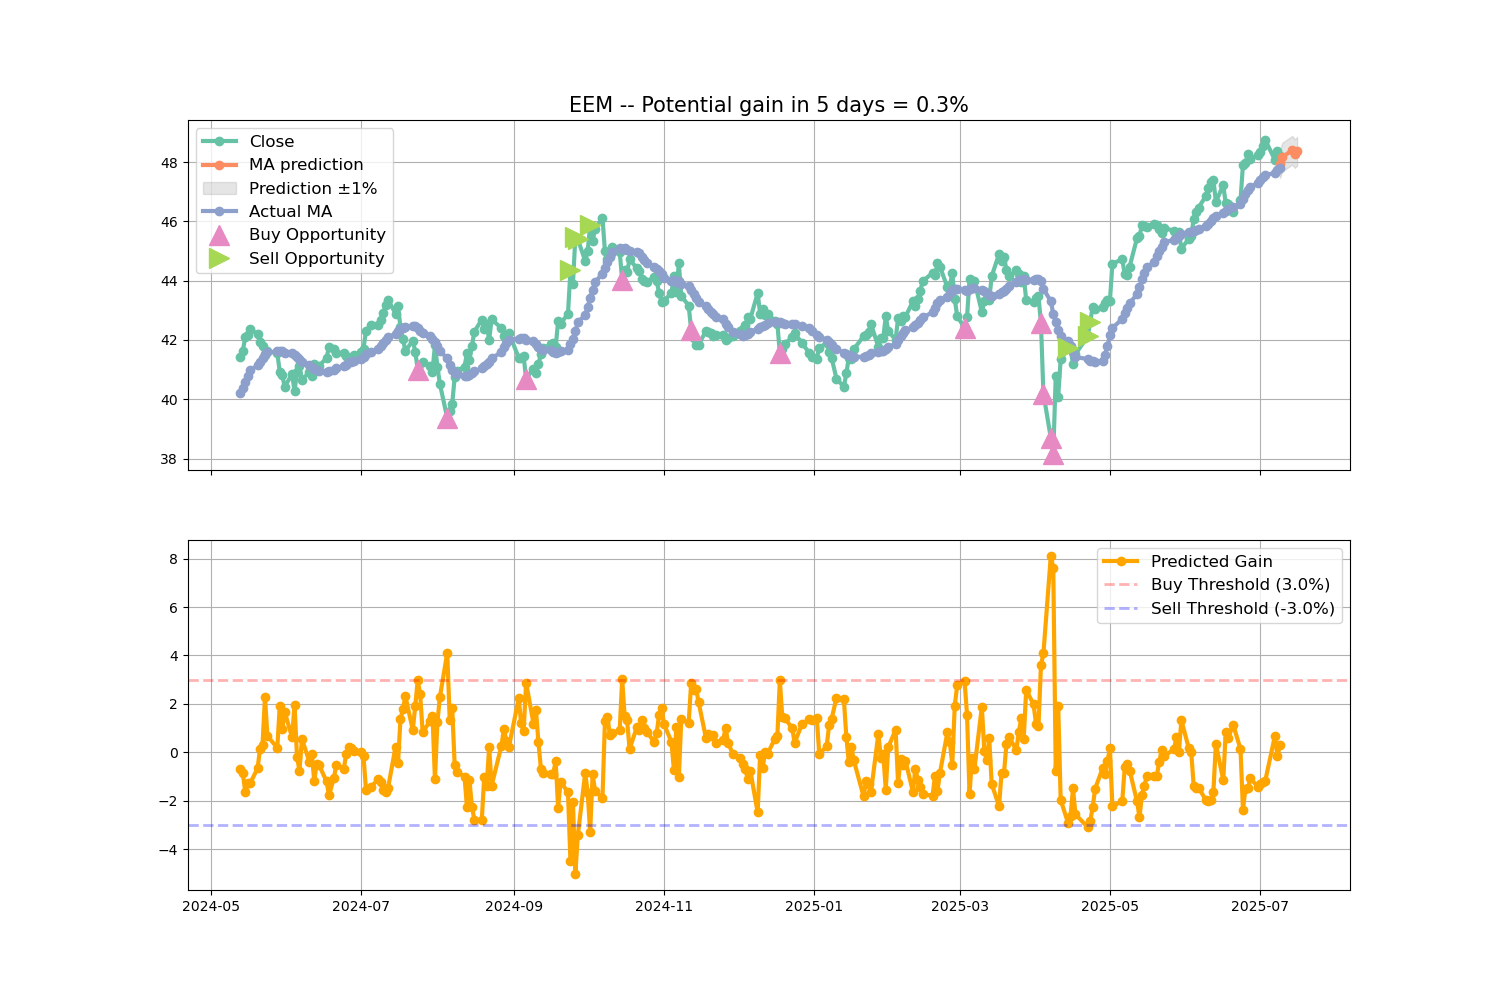 EEM -- Potential gain in 5 days = 0.3%
Close
MA prediction
Prediction ±1%
Actual MA
Buy Opportunity
Sell Opportunity
48
46
44
42
40
38
Predicted Gain
Buy Threshold (3.0%)
Sell Threshold (-3.0%)
8
6
4
2
0
−2
−4
2024-05 2024-07 2024-09 2024-11 2025-01 2025-03 2025-05 2025-07